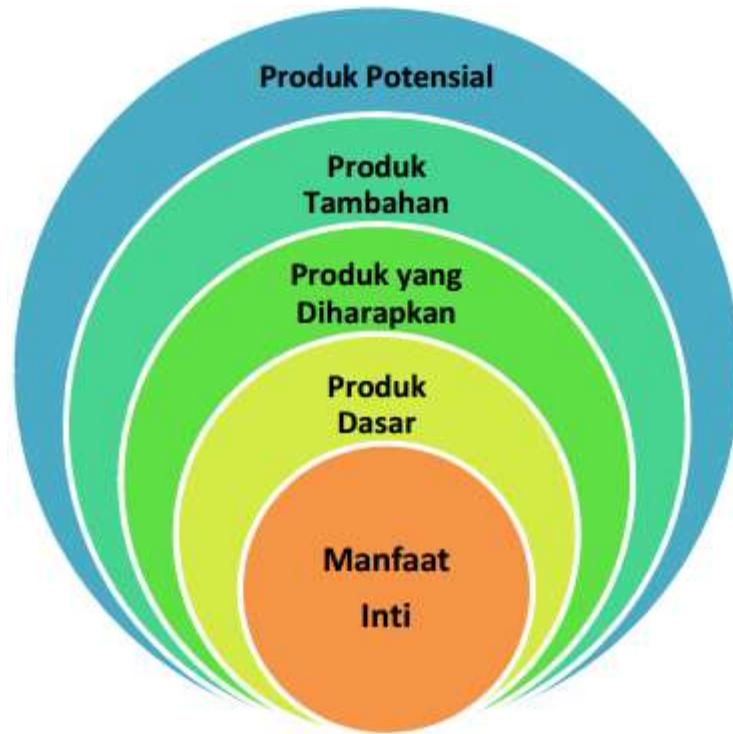 Produk Potensial
Produk
Tambahan
Produk yang
Diharapkan
Produk
Dasar
Manfaat
Inti